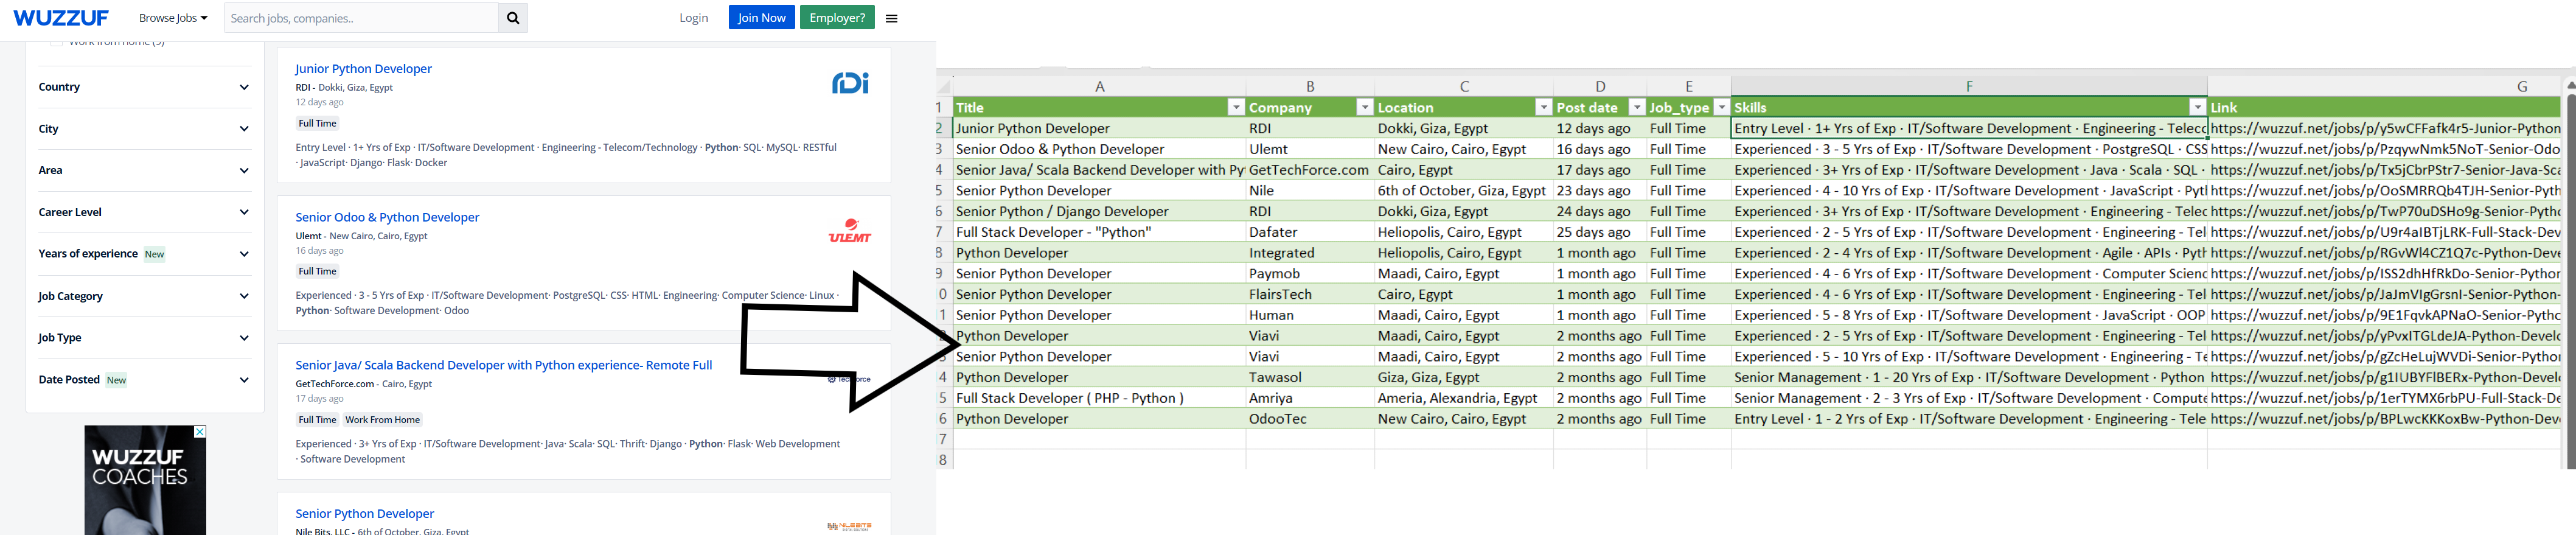 WUZZUF Browse Jobs Search jobs, companies.. Login Join Now Employer?
Work from home (9)
Country
City
Area
Career Level
Years of experience New
Job Category
Job Type
Date Posted New
WUZZUF
COACHES
Junior Python Developer
RDI - Dokki, Giza, Egypt
12 days ago
Full Time
Entry Level · 1+ Yrs of Exp · IT/Software Development · Engineering - Telecom/Technology · Python· SQL· MySQL· RESTful
· JavaScript· Django· Flask· Docker
RDI
Senior Odoo & Python Developer
Ulemt - New Cairo, Cairo, Egypt
16 days ago
Full Time
Experienced · 3 - 5 Yrs of Exp · IT/Software Development· PostgreSQL· CSS· HTML· Engineering· Computer Science· Linux ·
Python· Software Development· Odoo
ULEMT
Senior Java/ Scala Backend Developer with Python experience- Remote Full
GetTechForce.com - Cairo, Egypt
17 days ago
Full Time Work From Home
Experienced · 3+ Yrs of Exp · IT/Software Development· Java· Scala· SQL· Thrift· Django · Python· Flask· Web Development
· Software Development
Senior Python Developer
Nile Bits, LLC - 6th of October, Giza, Egypt
NILEBITS
A B C D E F G
1 Title Company Location Post date Job_type Skills Link
2 Junior Python Developer RDI Dokki, Giza, Egypt 12 days ago Full Time Entry Level · 1+ Yrs of Exp · IT/Software Development · Engineering - Telec https://wuzzuf.net/jobs/p/y5wCFFafk4r5-Junior-Python
3 Senior Odoo & Python Developer Ulemt New Cairo, Cairo, Egypt 16 days ago Full Time Experienced · 3 - 5 Yrs of Exp · IT/Software Development · PostgreSQL · CSS https://wuzzuf.net/jobs/p/PzqywNmk5NoT-Senior-Odo
4 Senior Java/ Scala Backend Developer with Py GetTechForce.com Cairo, Egypt 17 days ago Full Time Experienced · 3+ Yrs of Exp · IT/Software Development · Java · Scala · SQL · https://wuzzuf.net/jobs/p/Tx5jCbrPStr7-Senior-Java-Sca
5 Senior Python Developer Nile 6th of October, Giza, Egypt 23 days ago Full Time Experienced · 4 - 10 Yrs of Exp · IT/Software Development · JavaScript · Pyt https://wuzzuf.net/jobs/p/OoSMRRQb4TJH-Senior-Pyth
6 Senior Python / Django Developer RDI Dokki, Giza, Egypt 24 days ago Full Time Experienced · 3+ Yrs of Exp · IT/Software Development · Engineering - Telec https://wuzzuf.net/jobs/p/TwP70uDSHo9g-Senior-Pytho
7 Full Stack Developer - "Python" Dafater Heliopolis, Cairo, Egypt 25 days ago Full Time Experienced · 2 - 5 Yrs of Exp · IT/Software Development · Engineering - Tel https://wuzzuf.net/jobs/p/U9r4aIBTjLRK-Full-Stack-Dev
8 Python Developer Integrated Heliopolis, Cairo, Egypt 1 month ago Full Time Experienced · 2 - 4 Yrs of Exp · IT/Software Development · Agile · APIs · Pyth https://wuzzuf.net/jobs/p/RGvWl4CZ1Q7c-Python-Deve
9 Senior Python Developer Paymob Maadi, Cairo, Egypt 1 month ago Full Time Experienced · 4 - 6 Yrs of Exp · IT/Software Development · Computer Scienc https://wuzzuf.net/jobs/p/ISS2dhHfRkDo-Senior-Python
0 Senior Python Developer FlairsTech Cairo, Egypt 1 month ago Full Time Experienced · 4 - 6 Yrs of Exp · IT/Software Development · Engineering - Tel https://wuzzuf.net/jobs/p/JaJmVIgGrsnI-Senior-Python-
1 Senior Python Developer Human Maadi, Cairo, Egypt 1 month ago Full Time Experienced · 5 - 8 Yrs of Exp · IT/Software Development · JavaScript · OOP https://wuzzuf.net/jobs/p/9E1FqvkAPNaO-Senior-Pytho
Python Developer Viavi Maadi, Cairo, Egypt 2 months ago Full Time Experienced · 2 - 5 Yrs of Exp · IT/Software Development · Engineering - Tel https://wuzzuf.net/jobs/p/yPvxITGLdeJA-Python-Develo
Senior Python Developer Viavi Maadi, Cairo, Egypt 2 months ago Full Time Experienced · 5 - 10 Yrs of Exp · IT/Software Development · Engineering - Te https://wuzzuf.net/jobs/p/gZcHeLujWVDi-Senior-Python
4 Python Developer Tawasol Giza, Giza, Egypt 2 months ago Full Time Senior Management · 1 - 20 Yrs of Exp · IT/Software Development · Python https://wuzzuf.net/jobs/p/g1IUBYFlBERx-Python-Develo
5 Full Stack Developer ( PHP - Python ) Amriya Ameria, Alexandria, Egypt 2 months ago Full Time Senior Management · 2 - 3 Yrs of Exp · IT/Software Development · Compute https://wuzzuf.net/jobs/p/1erTYMX6rbPU-Full-Stack-De
6 Python Developer OdooTec New Cairo, Cairo, Egypt 2 months ago Full Time Entry Level · 1 - 2 Yrs of Exp · IT/Software Development · Engineering - Tele https://wuzzuf.net/jobs/p/BPLwcKKKoxBw-Python-Dev
7
8